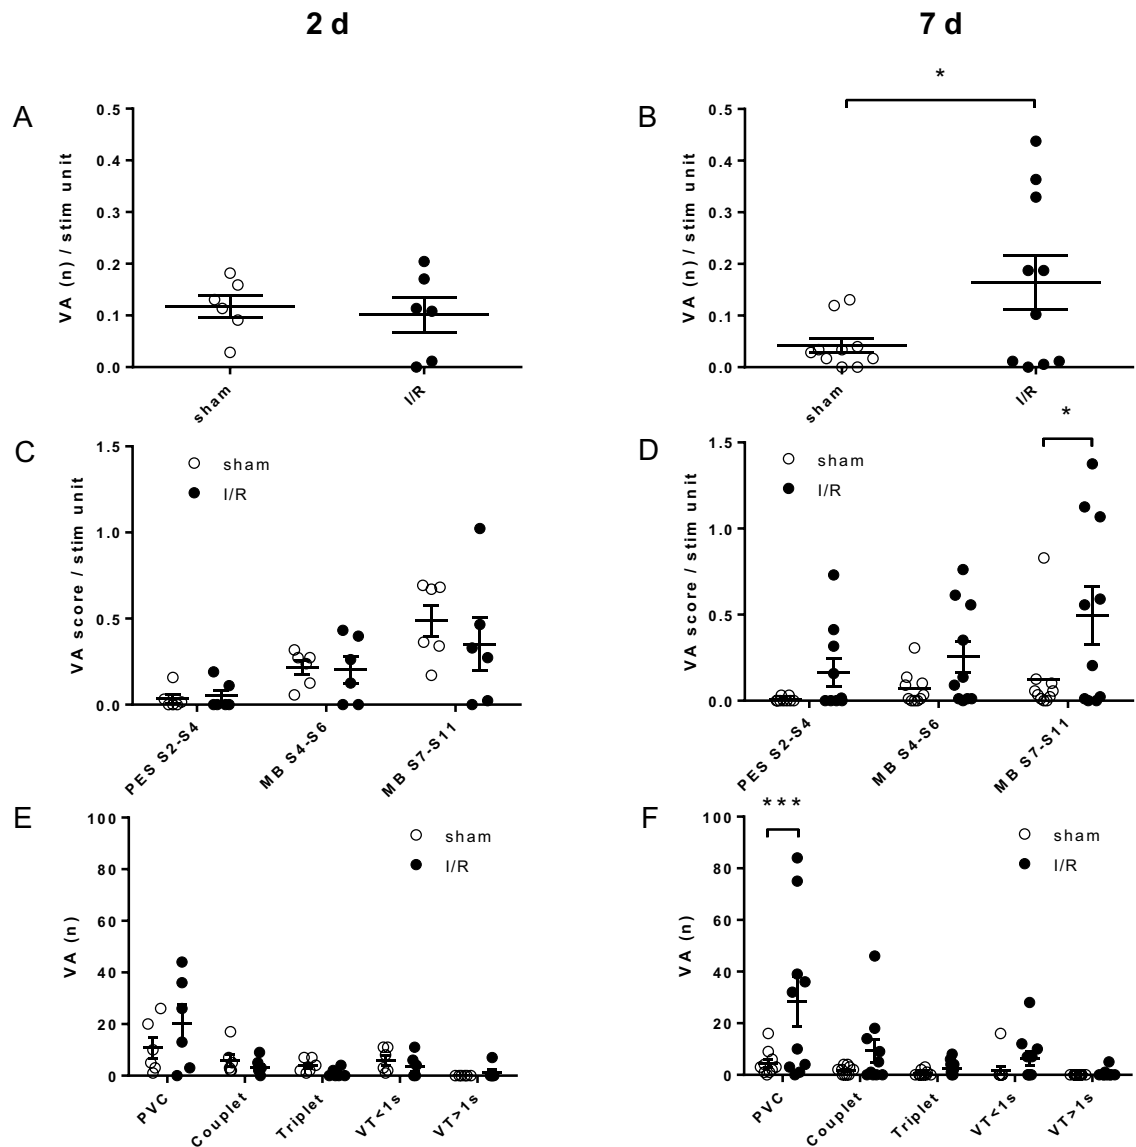 2 d
7 d
*
A
VA (n) / stim unit
0.5
0.4
0.3
0.2
0.1
0.0
sham
I/R
B
VA (n) / stim unit
0.5
0.4
0.3
0.2
0.1
0.0
sham
I/R
C
VA score / stim unit
1.5
1.0
0.5
0.0
sham
I/R
PES S2-S4
MB S4-S6
MB S7-S11
D
*
VA score / stim unit
1.5
1.0
0.5
0.0
sham
I/R
PES S2-S4
MB S4-S6
MB S7-S11
E
VA (n)
100
80
60
40
20
0
sham
I/R
PVC
Couplet
Triplet
VT<1s
VT>1s
F
***
VA (n)
100
80
60
40
20
0
sham
I/R
PVC
Couplet
Triplet
VT<1s
VT>1s